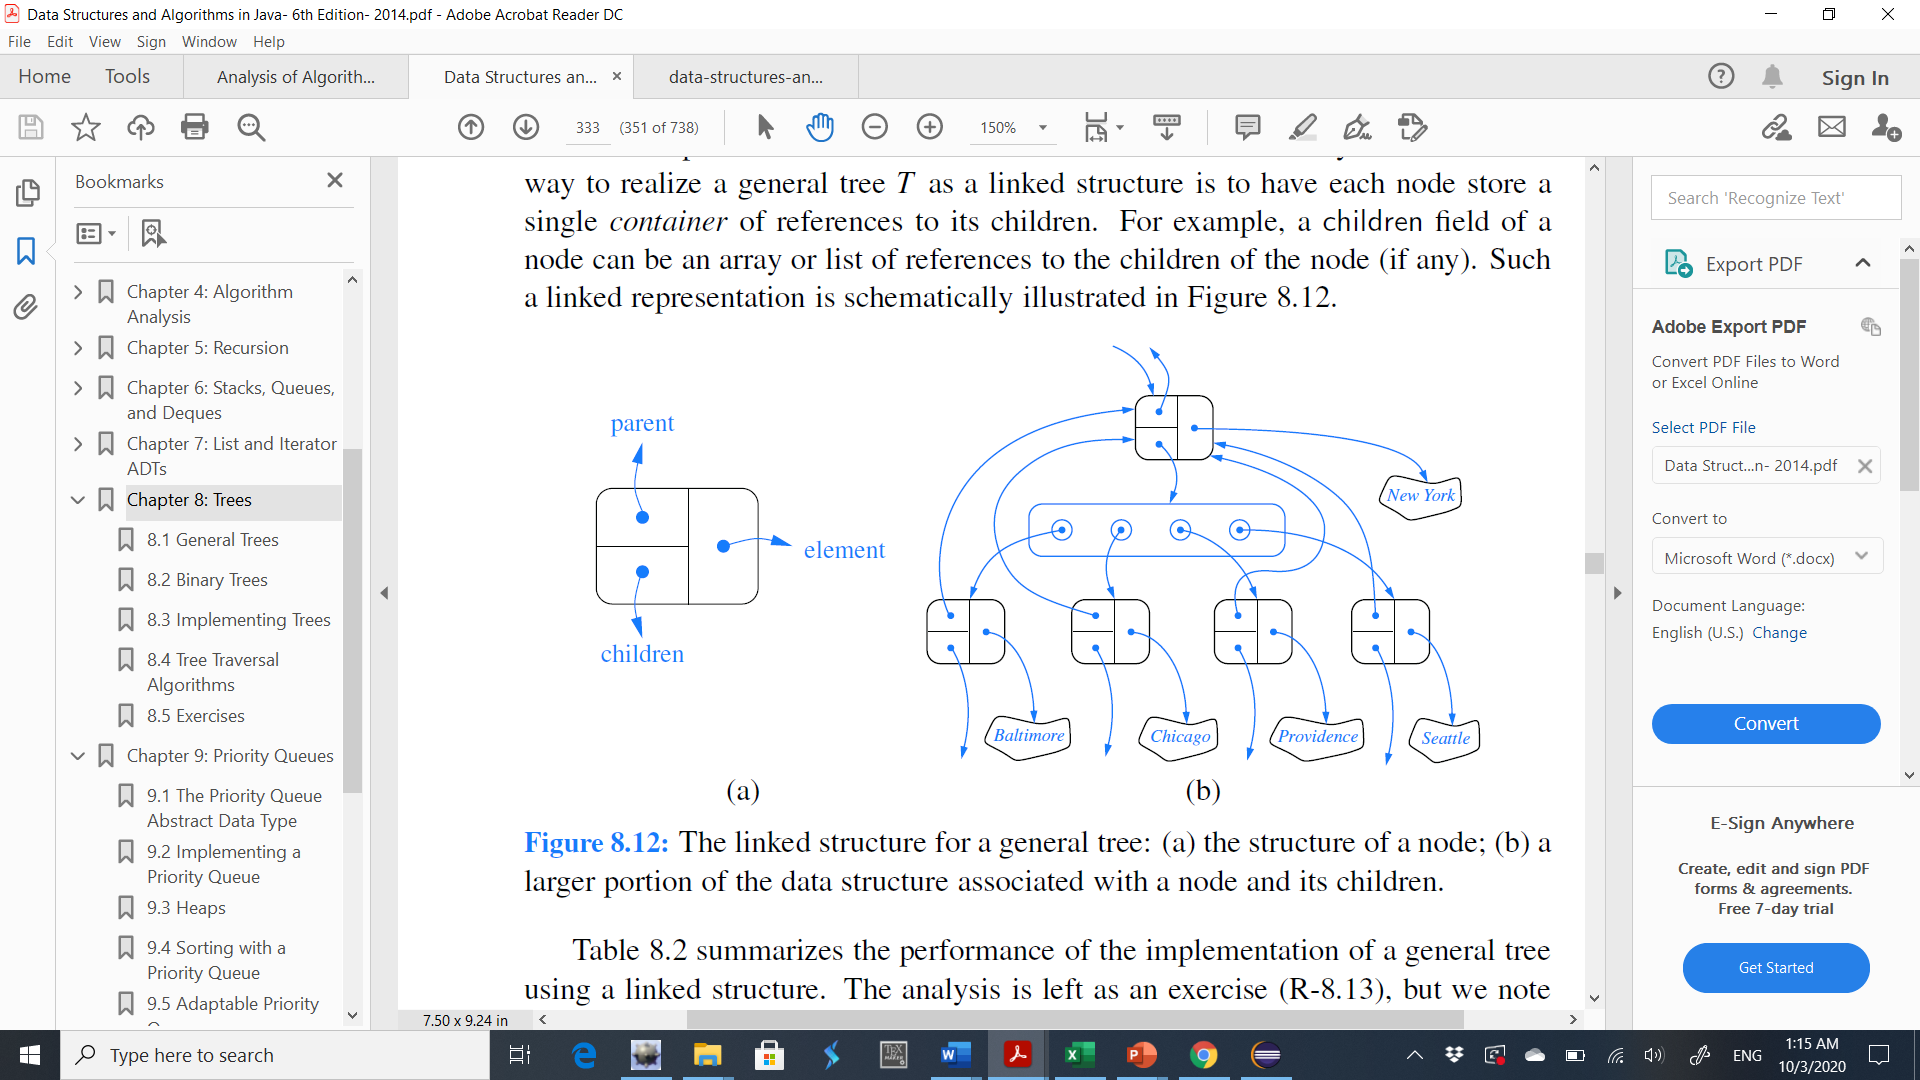 Data Structures and Algorithms in Java- 6th Edition- 2014.pdf - Adobe Acrobat Reader DC
File Edit View Sign Window Help
Home Tools Analysis of Algorith... Data Structures an... × data-structures-an... Sign In
333 (351 of 738) 150%
Bookmarks
Chapter 4: Algorithm
Analysis
Chapter 5: Recursion
Chapter 6: Stacks, Queues,
and Deques
Chapter 7: List and Iterator
ADTs
Chapter 8: Trees
8.1 General Trees
8.2 Binary Trees
8.3 Implementing Trees
8.4 Tree Traversal
Algorithms
8.5 Exercises
Chapter 9: Priority Queues
9.1 The Priority Queue
Abstract Data Type
9.2 Implementing a
Priority Queue
9.3 Heaps
9.4 Sorting with a
Priority Queue
9.5 Adaptable Priority
way to realize a general tree T as a linked structure is to have each node store a
single container of references to its children. For example, a children field of a
node can be an array or list of references to the children of the node (if any). Such
a linked representation is schematically illustrated in Figure 8.12.
parent
element
children
(a)
New York
Baltimore Chicago Providence Seattle
(b)
Figure 8.12: The linked structure for a general tree: (a) the structure of a node; (b) a
larger portion of the data structure associated with a node and its children.
Table 8.2 summarizes the performance of the implementation of a general tree
using a linked structure. The analysis is left as an exercise (R-8.13), but we note
7.50 x 9.24 in
Search 'Recognize Text'
Export PDF
Adobe Export PDF
Convert PDF Files to Word
or Excel Online
Select PDF File
Data Struct...n- 2014.pdf
Convert to
Microsoft Word (*.docx)
Document Language:
English (U.S.) Change
Convert
E-Sign Anywhere
Create, edit and sign PDF
forms & agreements.
Free 7-day trial
Get Started
Type here to search
TEX
MAKER
ENG
1:15 AM
10/3/2020